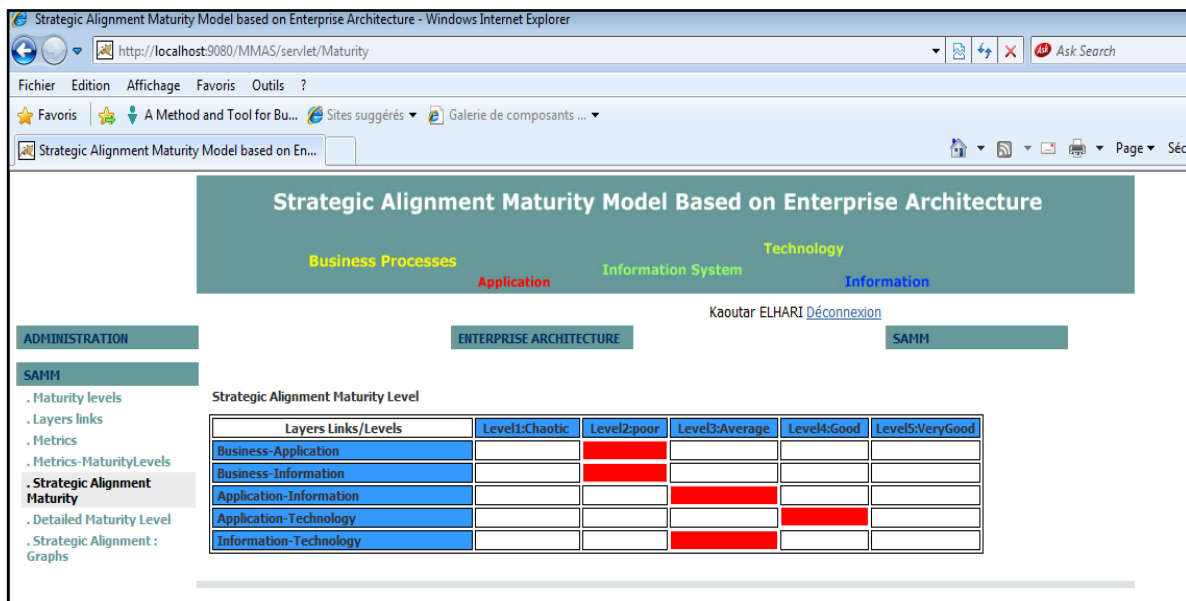 Strategic Alignment Maturity Model based on Enterprise Architecture - Windows Internet Explorer
http://localhost:9080/MMAS/servlet/Maturity
Ask Search
Fichier Edition Affichage Favoris Outils ?
Favoris A Method and Tool for Bu... Sites suggérés Galerie de composants ...
Strategic Alignment Maturity Model based on En... Page Séc
Strategic Alignment Maturity Model Based on Enterprise Architecture
Technology
Business Processes
Information System
Application
Information
Kaoutar ELHARI Déconnexion
ADMINISTRATION ENTERPRISE ARCHITECTURE SAMM
SAMM
. Maturity levels
. Layers links
. Metrics
. Metrics-MaturityLevels
. Strategic Alignment
Maturity
. Detailed Maturity Level
. Strategic Alignment :
Graphs
Strategic Alignment Maturity Level
Layers Links/Levels Level1:Chaotic Level2:poor Level3:Average Level4:Good Level5:VeryGood
Business-Application
Business-Information
Application-Information
Application-Technology
Information-Technology